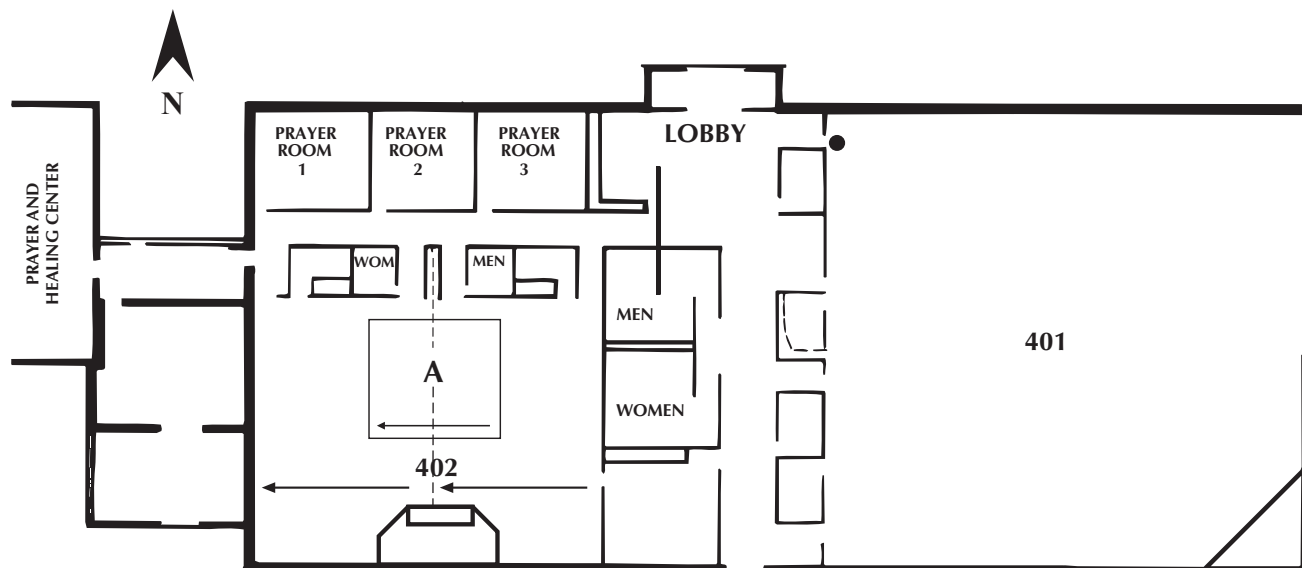 N
PRAYER AND
HEALING CENTER
PRAYER
ROOM
1
PRAYER
ROOM
2
PRAYER
ROOM
3
LOBBY
WOM
MEN
MEN
WOMEN
A
402
401